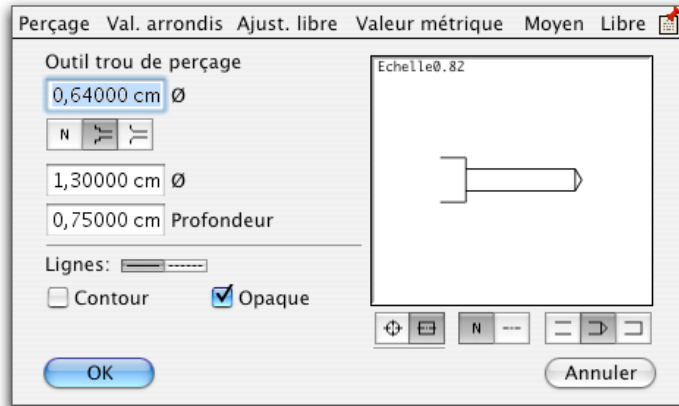 Perçage Val. arrondis Ajust. libre Valeur métrique Moyen Libre
Outil trou de perçage
Echelle0.82
0,64000 cm Ø
N
1,30000 cm Ø
0,75000 cm Profondeur
Lignes:
Contour Opaque
N
OK Annuler